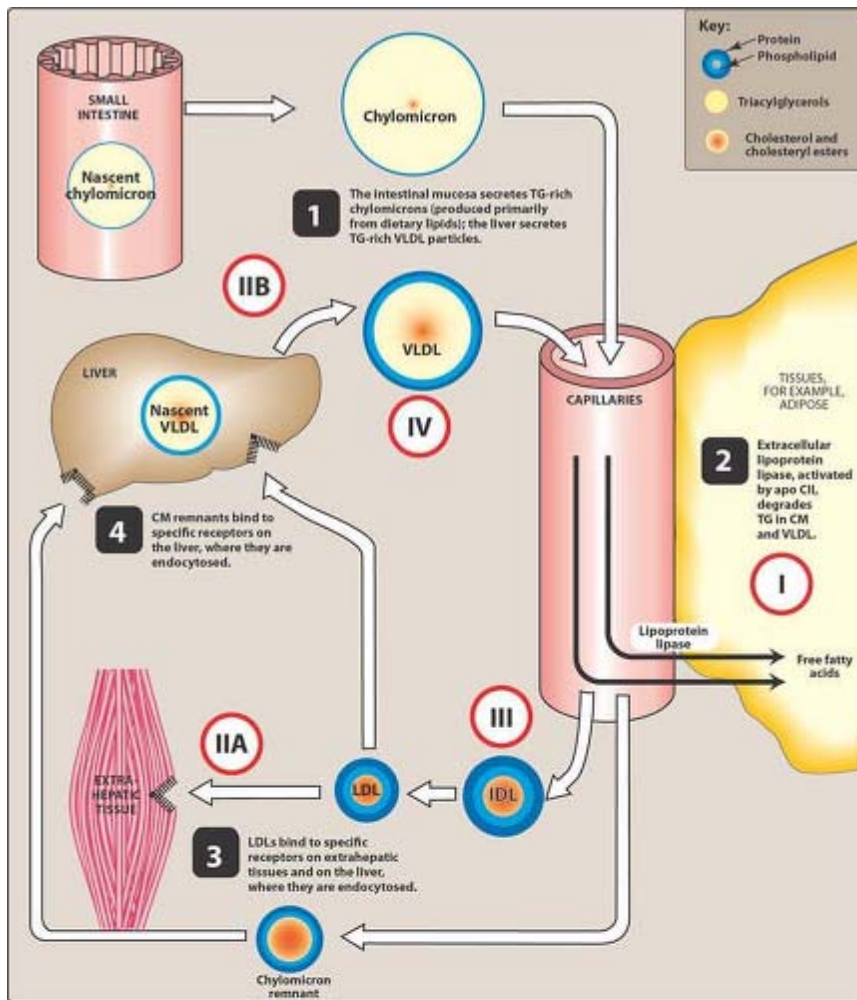 Key:
Protein
Phospholipid
Triacylglycerols
Cholesterol and
cholesteryl esters
SMALL
INTESTINE
Nascent
chylomicron
Chylomicron
1
The intestinal mucosa secretes TG-rich
chylomicrons (produced primarily
from dietary lipids); the liver secretes
TG-rich VLDL particles.
IIB
VLDL
IV
LIVER
Nascent
VLDL
CAPILLARIES
TISSUES,
FOR EXAMPLE,
ADIPOSE
2
Extracellular
lipoprotein
lipase, activated
by apo CII,
degrades
TG in CM
and VLDL.
I
4
CM remnants bind to
specific receptors on
the liver, where they are
endocytosed.
Lipoprotein
lipase
Free fatty
acids
III
IIA
EXTRA-
HEPATIC
TISSUE
LDL
IDL
3
LDLs bind to specific
receptors on extrahepatic
tissues and on the liver,
where they are endocytosed.
Chylomicron
remnant